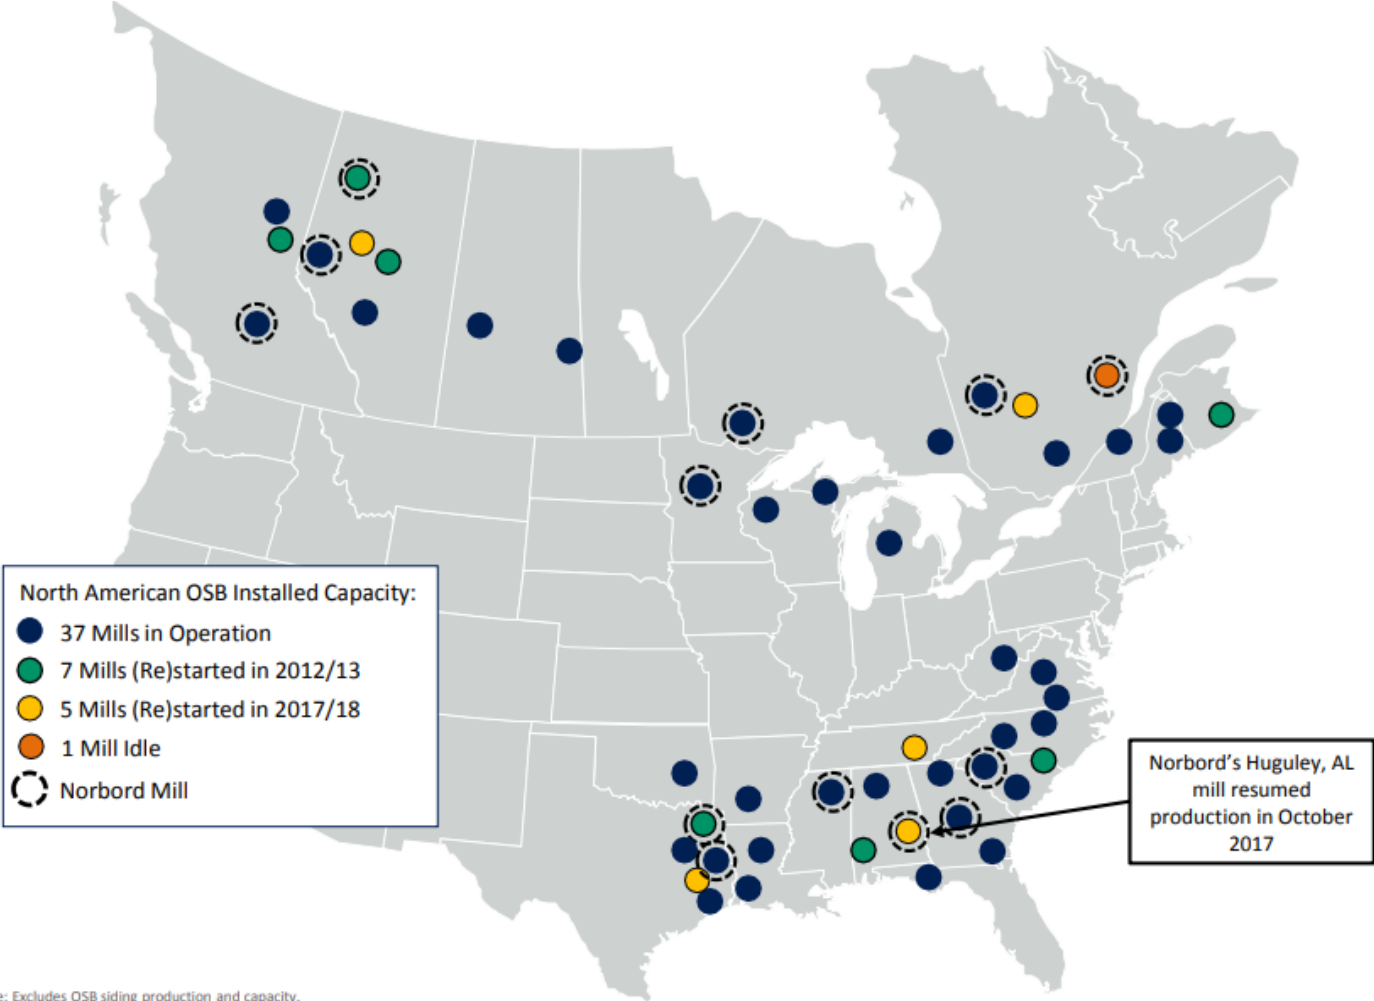 North American OSB Installed Capacity:
37 Mills in Operation
7 Mills (Re)started in 2012/13
5 Mills (Re)started in 2017/18
1 Mill Idle
Norbord Mill
Norbord's Huguley, AL
mill resumed
production in October
2017
e: Excludes OSB siding production and capacity.